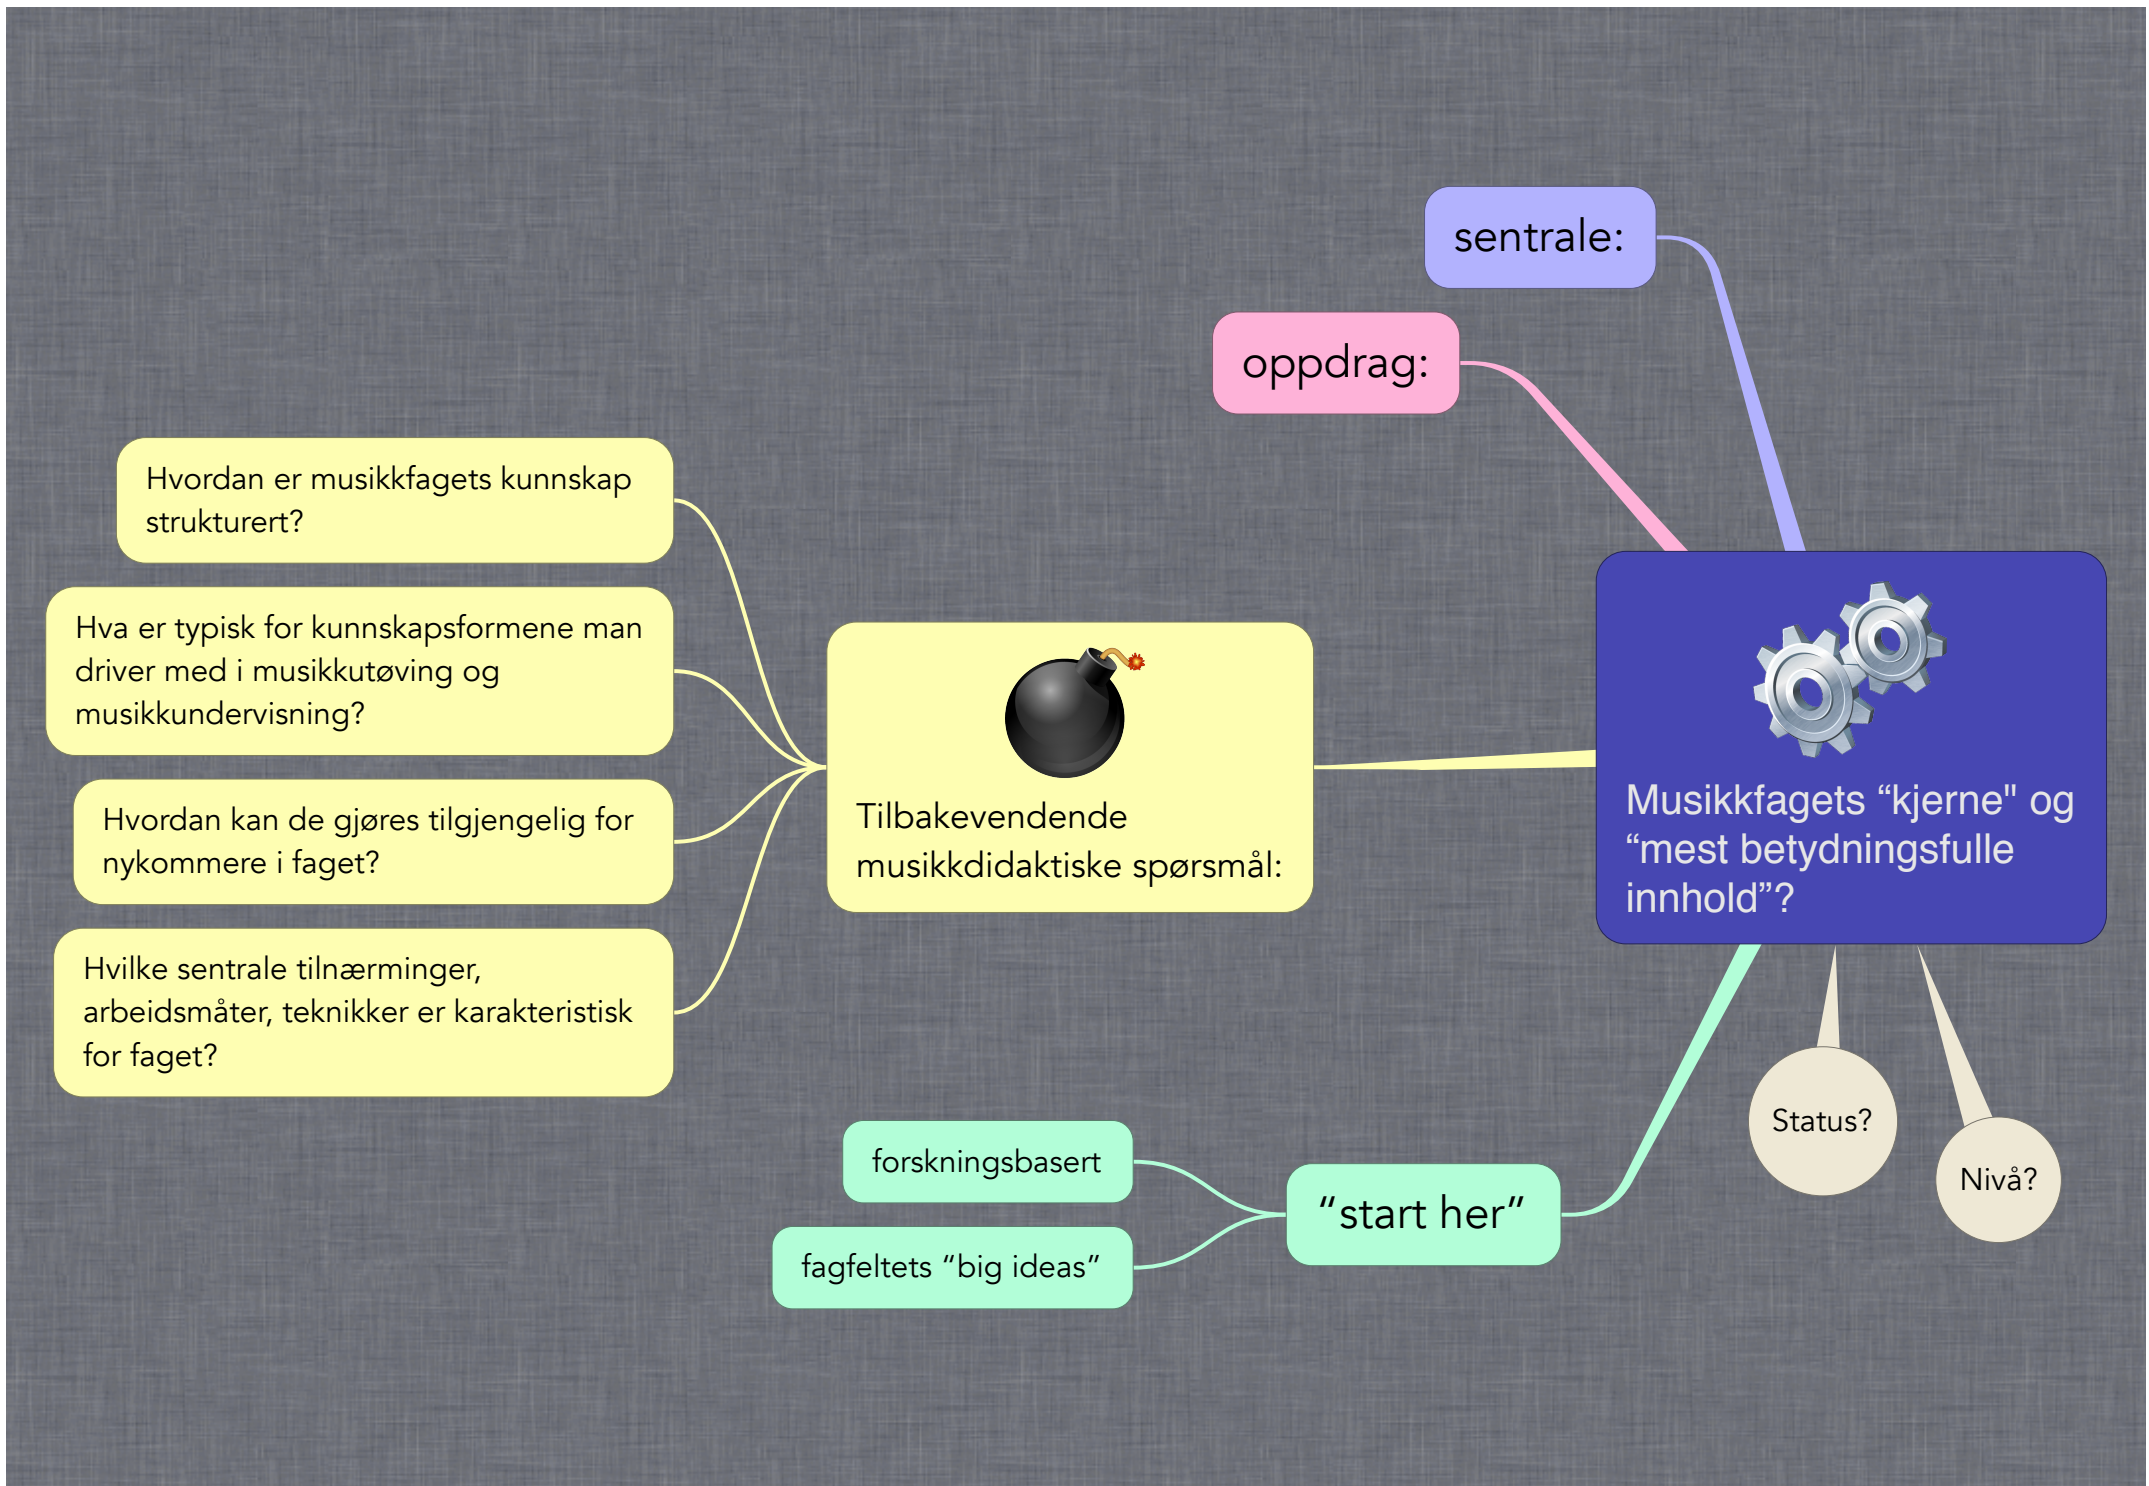 sentrale:
oppdrag:
Hvordan er musikkfagets kunnskap
strukturert?
Hva er typisk for kunnskapsformene man
driver med i musikkutøving og
musikkundervisning?
Hvordan kan de gjøres tilgjengelig for
nykommere i faget?
Hvilke sentrale tilnærminger,
arbeidsmåter, teknikker er karakteristisk
for faget?
Tilbakevendende
musikkdidaktiske spørsmål:
Musikkfagets “kjerne" og
“mest betydningsfulle
innhold”?
Status?
Nivå?
“start her”
forskningsbasert
fagfeltets “big ideas”